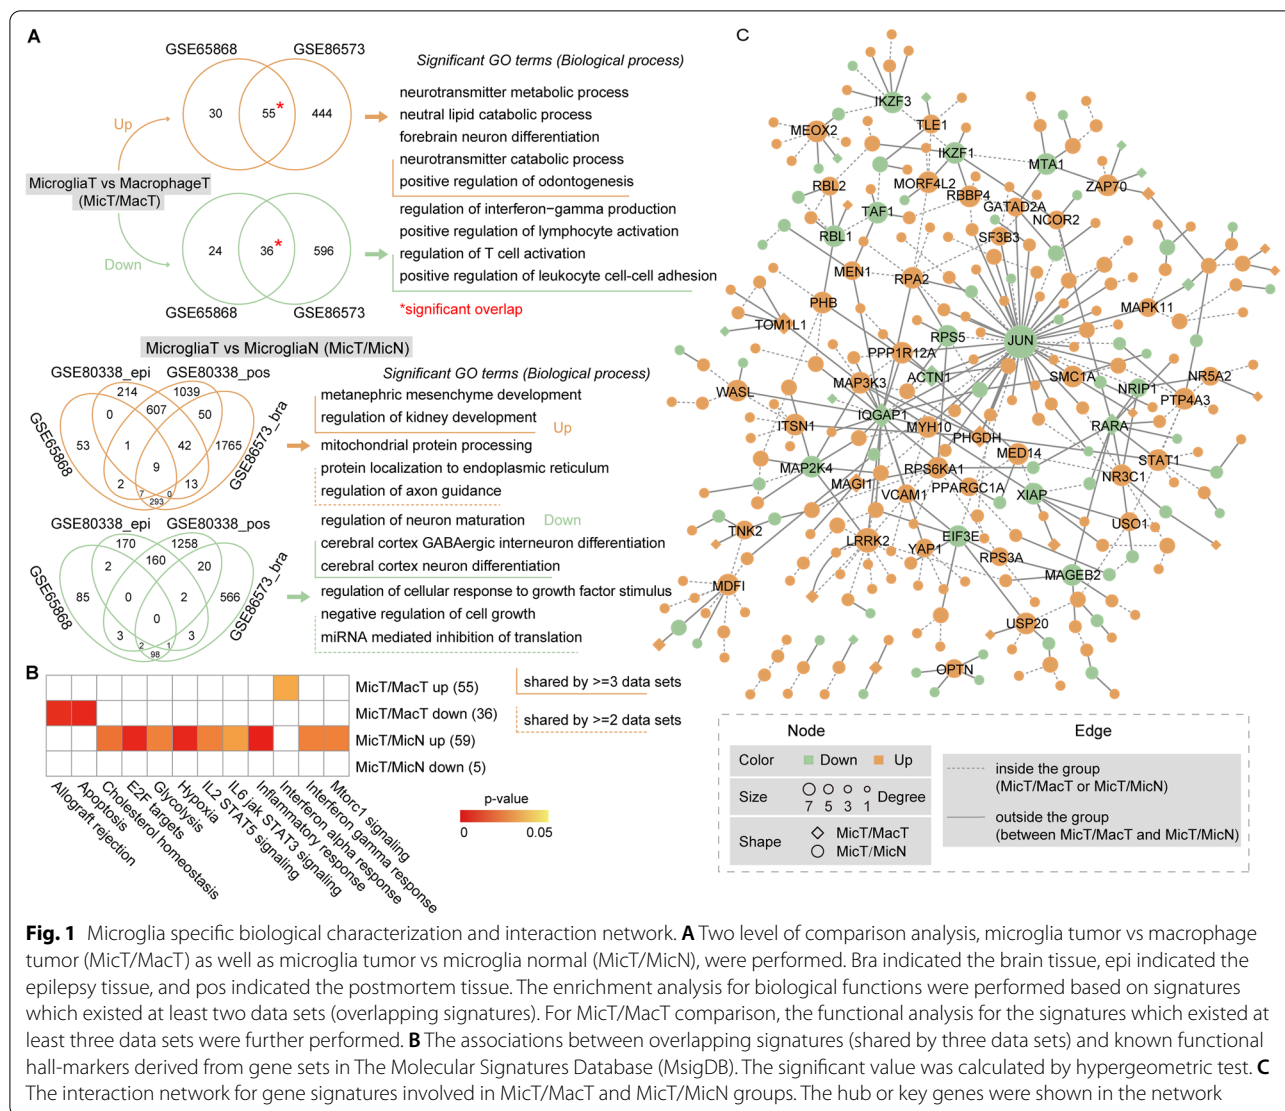 A
GSE65868
GSE86573
Significant GO terms (Biological process)
30
55
*
444
Up
neurotransmitter metabolic process
neutral lipid catabolic process
forebrain neuron differentiation
neurotransmitter catabolic process
positive regulation of odontogenesis
MicrogliaT vs MacrophageT
(MicT/MacT)
24
36
*
596
Down
GSE65868
GSE86573
regulation of interferon−gamma production
positive regulation of lymphocyte activation
regulation of T cell activation
positive regulation of leukocyte cell-cell adhesion
*significant overlap
MicrogliaT vs MicrogliaN (MicT/MicN)
GSE80338_epi
GSE80338_pos
GSE65868
GSE86573_bra
214
1039
0
607
50
53
1
42
1765
9
2
13
7
0
293
Significant GO terms (Biological process)
metanephric mesenchyme development
regulation of kidney development
Up
mitochondrial protein processing
protein localization to endoplasmic reticulum
regulation of axon guidance
GSE80338_epi
GSE80338_pos
GSE65868
GSE86573_bra
170
1258
2
160
20
85
0
2
566
0
3
3
2
1
98
regulation of neuron maturation
Down
cerebral cortex GABAergic interneuron differentiation
cerebral cortex neuron differentiation
regulation of cellular response to growth factor stimulus
negative regulation of cell growth
miRNA mediated inhibition of translation
B
MicT/MacT up (55)
MicT/MacT down (36)
MicT/MicN up (59)
MicT/MicN down (5)
shared by >=3 data sets
shared by >=2 data sets
Allograft rejection
Apoptosis
Cholesterol homeostasis
E2F targets
Glycolysis
Hypoxia
IL2 STAT5 signaling
IL6 jak STAT3 signaling
Inflammatory response
Interferon alpha response
Interferon gamma response
Mtorc1 signaling
p-value
0
0.05
C
IKZF3
MEOX2
TLE1
IKZF1
MTA1
RBL2
MORF4L2
RBBP4
ZAP70
TAF1
GATAD2A
NCOR2
RBL1
SF3B3
MEN1
RPA2
PHB
MAPK11
TOM1L1
RPS5
JUN
PPP1R12A
ACTN1
SMC1A
NR5A2
WASL
MAP3K3
NRIP1
PTP4A3
IQGAP1
ITSN1
MYH10
PHGDH
RARA
MED14
MAP2K4
RPS6KA1
STAT1
MAGI1
PPARGC1A
NR3C1
VCAM1
XIAP
TNK2
USO1
LRRK2
EIF3E
YAP1
RPS3A
MDFI
MAGEB2
USP20
OPTN
Node
Edge
Color
Down
Up
Size
7
5
3
1
Degree
Shape
MicT/MacT
MicT/MicN
inside the group
(MicT/MacT or MicT/MicN)
outside the group
(between MicT/MacT and MicT/MicN)
Fig. 1 Microglia specific biological characterization and interaction network. A Two level of comparison analysis, microglia tumor vs macrophage
tumor (MicT/MacT) as well as microglia tumor vs microglia normal (MicT/MicN), were performed. Bra indicated the brain tissue, epi indicated the
epilepsy tissue, and pos indicated the postmortem tissue. The enrichment analysis for biological functions were performed based on signatures
which existed at least two data sets (overlapping signatures). For MicT/MacT comparison, the functional analysis for the signatures which existed at
least three data sets were further performed. B The associations between overlapping signatures (shared by three data sets) and known functional
hall-markers derived from gene sets in The Molecular Signatures Database (MsigDB). The significant value was calculated by hypergeometric test. C
The interaction network for gene signatures involved in MicT/MacT and MicT/MicN groups. The hub or key genes were shown in the network